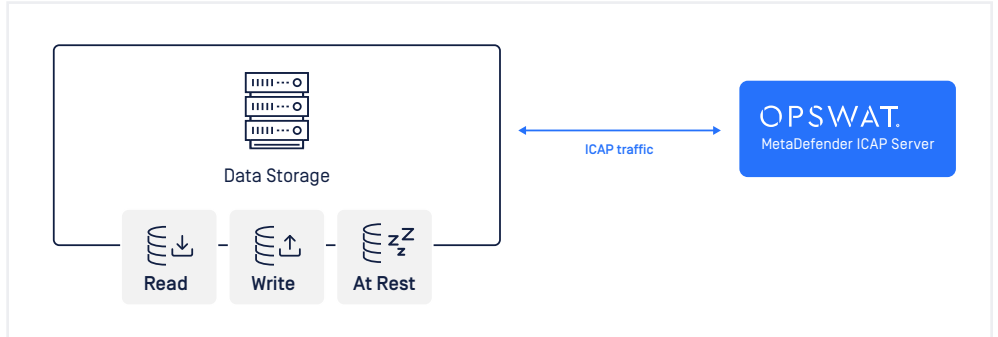 Data Storage
Read
Write
At Rest
ICAP traffic
OPSWAT.
MetaDefender ICAP Server